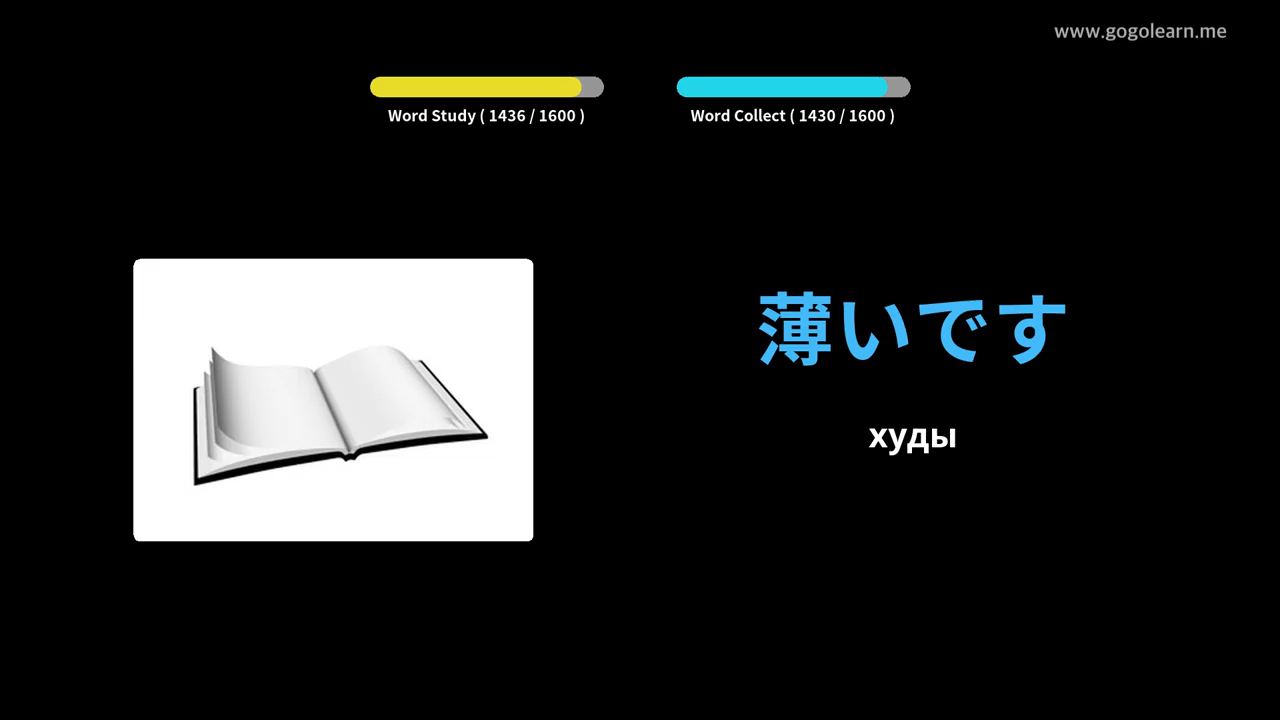 www.gogolearn.me
Word Study ( 1436 / 1600 )
Word Collect ( 1430 / 1600 )
薄いです
худы